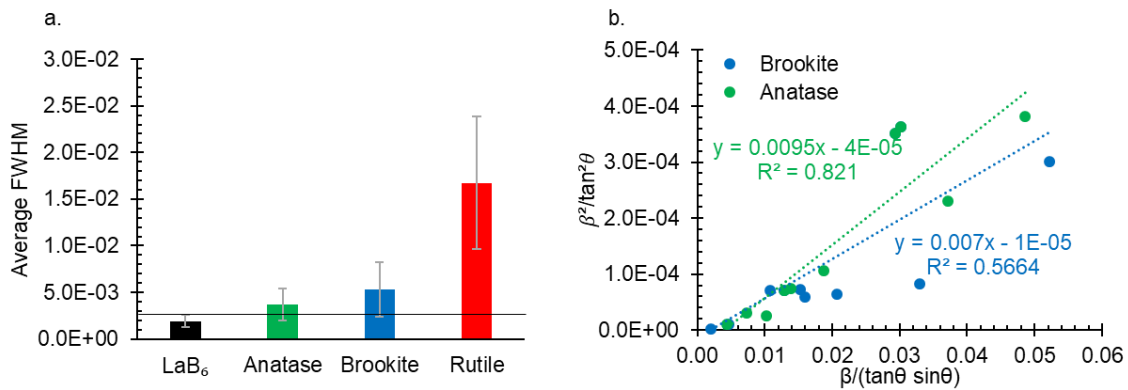 a.
Average FWHM
3.0E-02
2.5E-02
2.0E-02
1.5E-02
1.0E-02
5.0E-03
0.0E+00
LaB₆ Anatase Brookite Rutile
b.
β²/tan²θ
5.0E-04
4.0E-04
3.0E-04
2.0E-04
1.0E-04
0.0E+00
Brookite
Anatase
y = 0.0095x - 4E-05
R² = 0.821
y = 0.007x - 1E-05
R² = 0.5664
0.00 0.01 0.02 0.03 0.04 0.05 0.06
β/(tanθ sinθ)